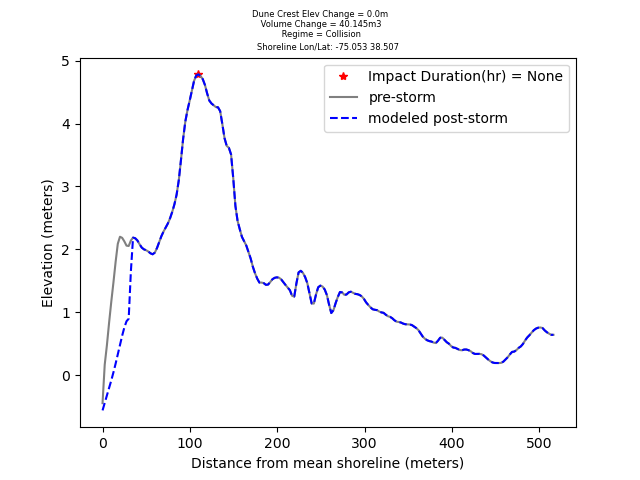 Dune Crest Elev Change = 0.0m
Volume Change = 40.145m3
Regime = Collision
Shoreline Lon/Lat: -75.053 38.507
Impact Duration(hr) = None
pre-storm
modeled post-storm
Elevation (meters)
5
4
3
2
1
0
0 100 200 300 400 500
Distance from mean shoreline (meters)